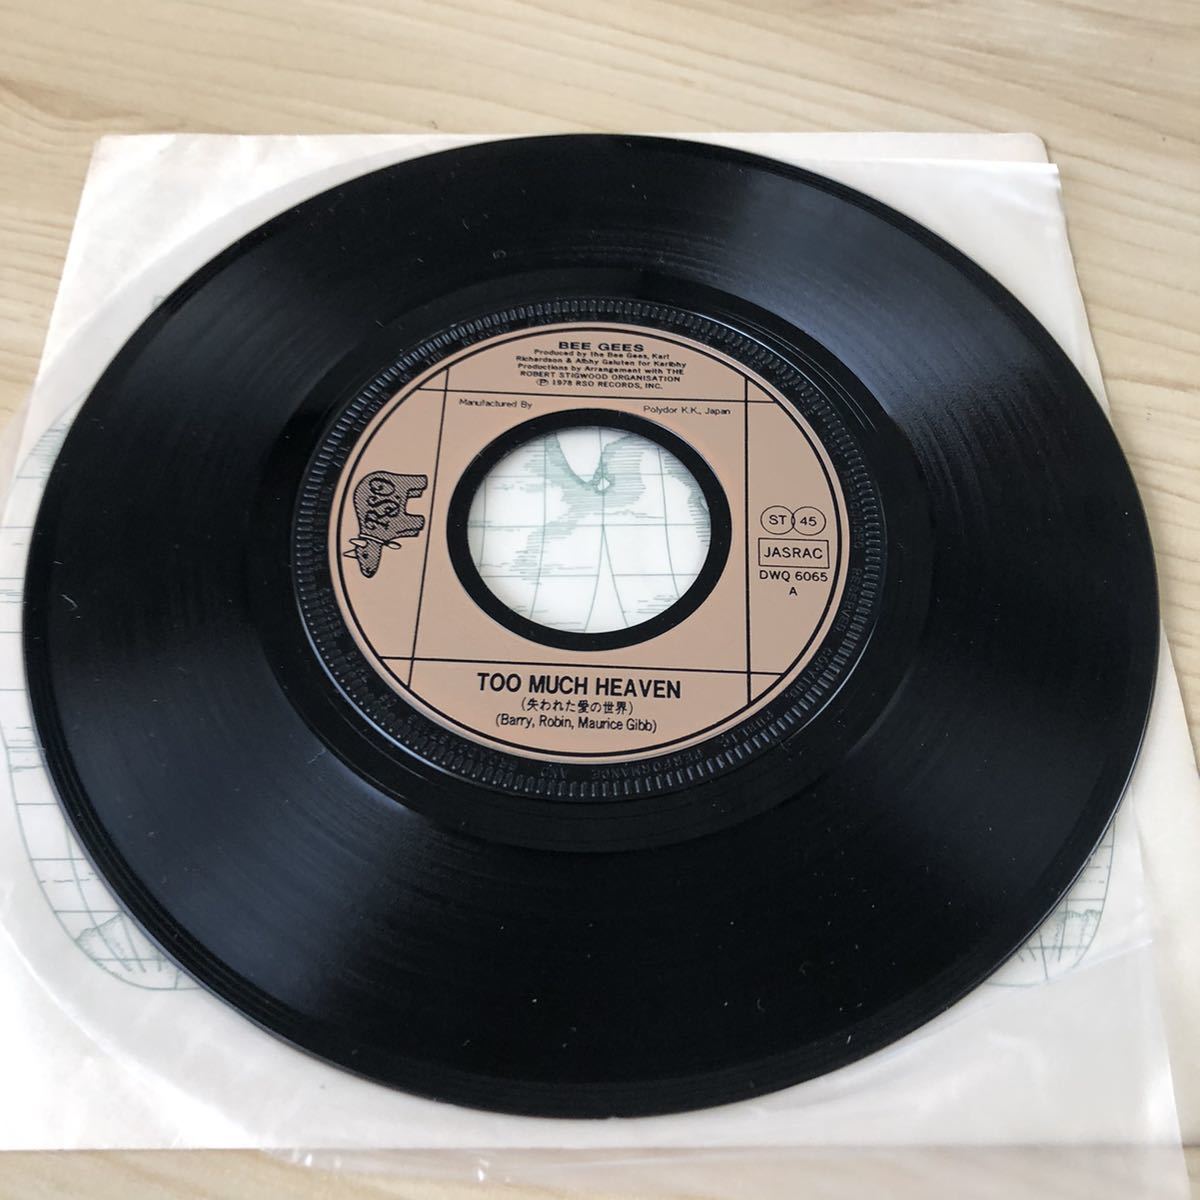 BEE GEES
Produced by the Bee Gees, Karl
Richardson & Albhy Galuten for Karlbhy
Productions by Arrangement with THE
ROBERT STIGWOOD ORGANISATION
Ⓟ 1978 RSO RECORDS, INC.
Manufactured By
Polydor K.K., Japan
RSO
ST 45
JASRAC
DWQ 6065
A
TOO MUCH HEAVEN
(失われた愛の世界)
(Barry, Robin, Maurice Gibb)
PERFORMANCE AND